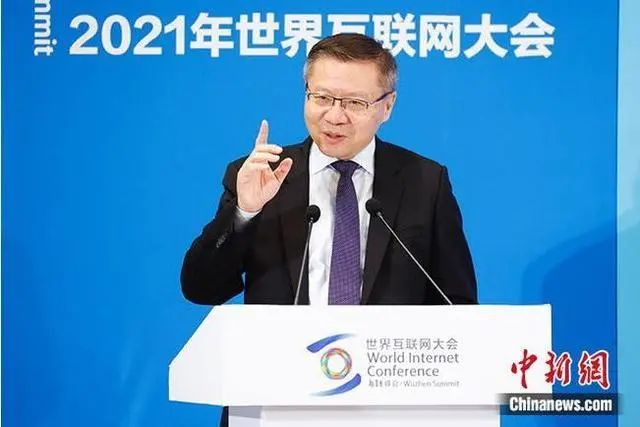 Summit
2021年世界互联网大会
世界互联网大会
World Internet
Conference
乌镇峰会·Wuzhen Summit
中新网
Chinanews.com